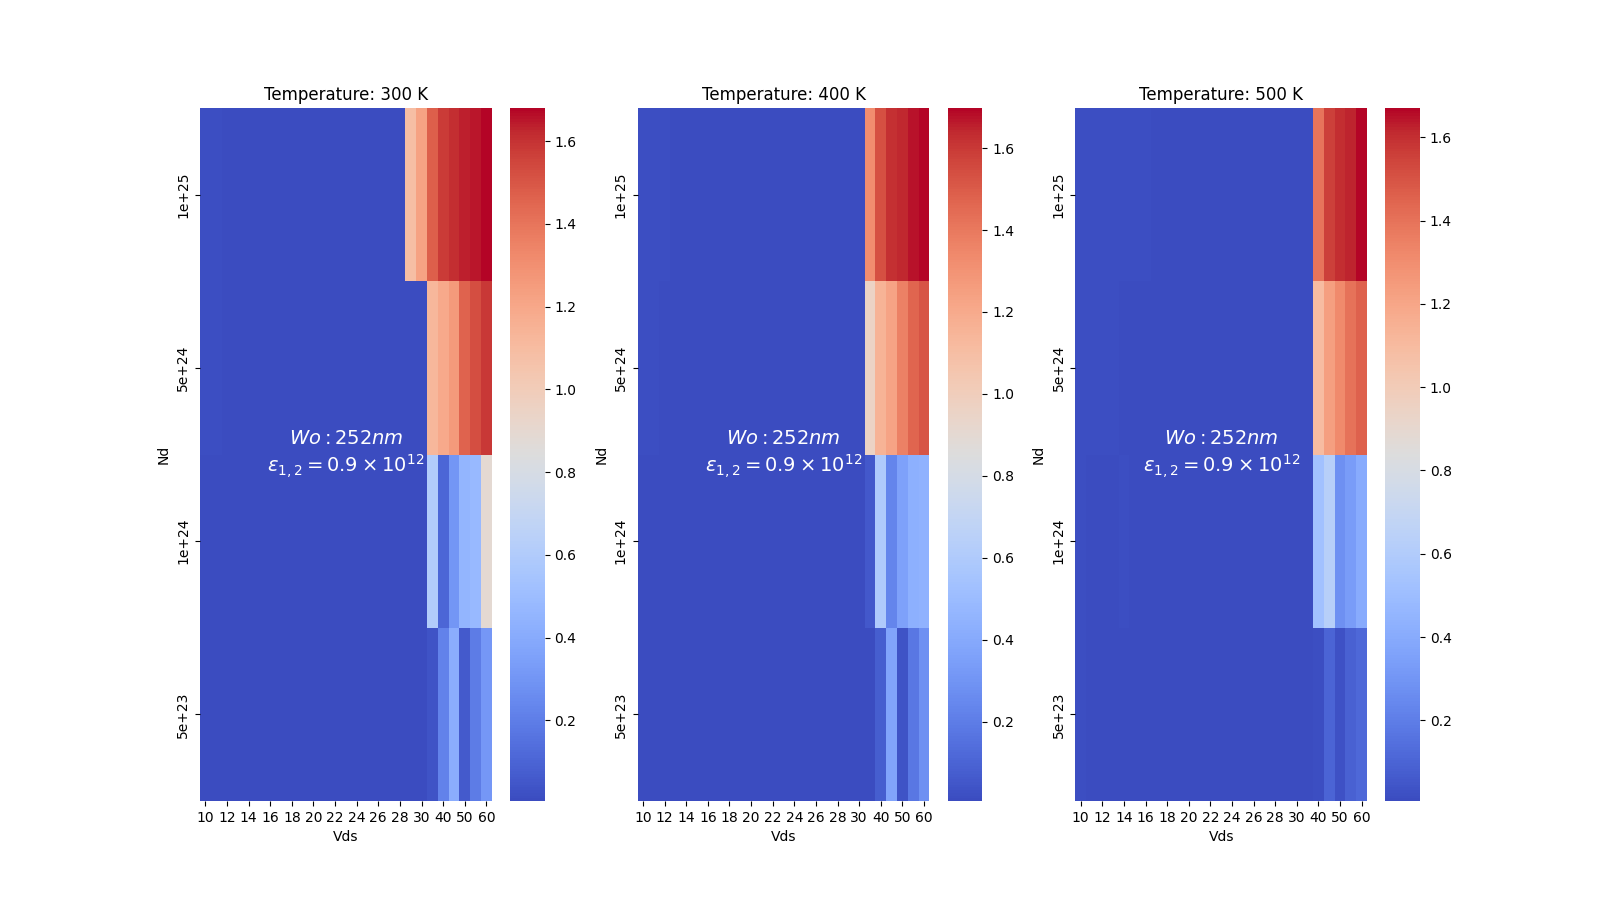 Temperature: 300 K
1e+25
5e+24
1e+24
5e+23
Nd
Wo : 252nm
ε1, 2 = 0.9 × 10^12
10 12 14 16 18 20 22 24 26 28 30 40 50 60
Vds
1.6
1.4
1.2
1.0
0.8
0.6
0.4
0.2
Temperature: 400 K
1e+25
5e+24
1e+24
5e+23
Nd
Wo : 252nm
ε1, 2 = 0.9 × 10^12
10 12 14 16 18 20 22 24 26 28 30 40 50 60
Vds
1.6
1.4
1.2
1.0
0.8
0.6
0.4
0.2
Temperature: 500 K
1e+25
5e+24
1e+24
5e+23
Nd
Wo : 252nm
ε1, 2 = 0.9 × 10^12
10 12 14 16 18 20 22 24 26 28 30 40 50 60
Vds
1.6
1.4
1.2
1.0
0.8
0.6
0.4
0.2